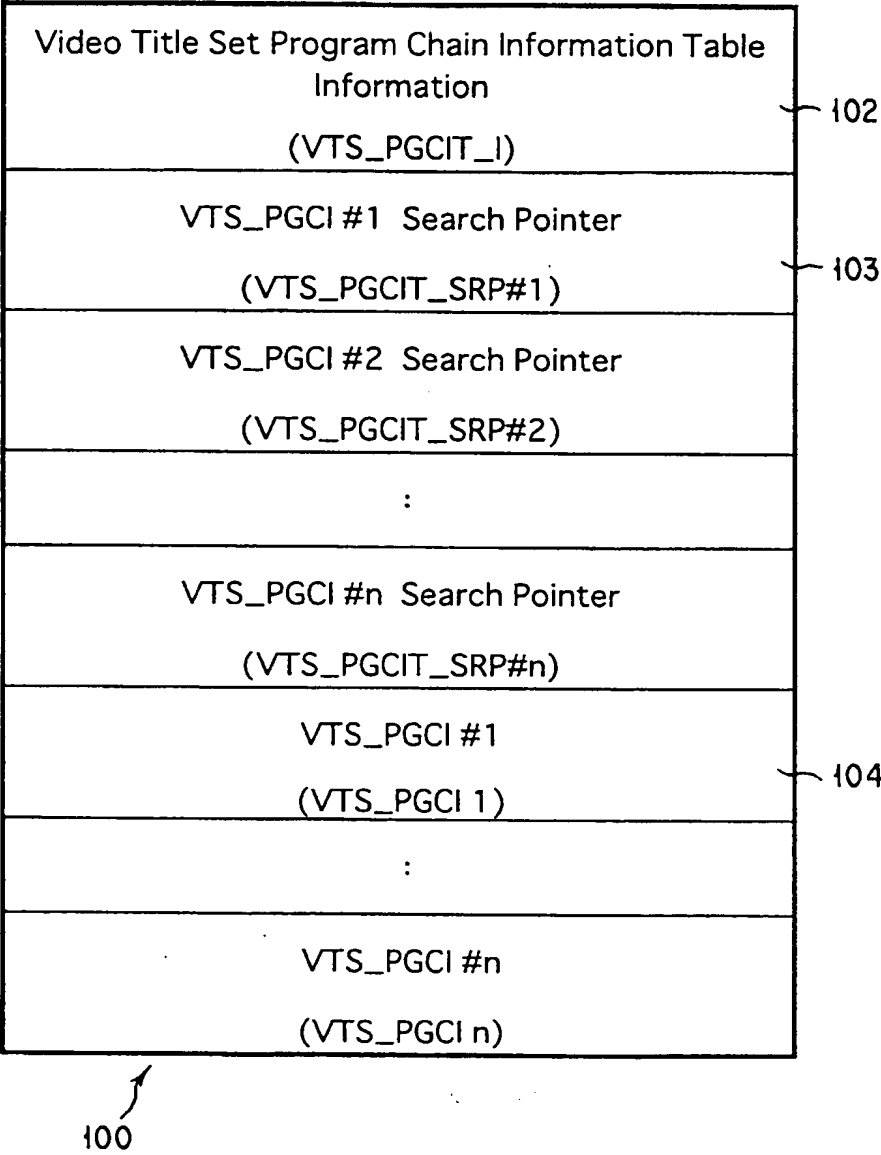 Video Title Set Program Chain Information Table
Information
(VTS_PGCIT_I)
102
VTS_PGCI #1 Search Pointer
(VTS_PGCIT_SRP#1)
103
VTS_PGCI #2 Search Pointer
(VTS_PGCIT_SRP#2)
:
VTS_PGCI #n Search Pointer
(VTS_PGCIT_SRP#n)
VTS_PGCI #1
(VTS_PGCI 1)
104
:
VTS_PGCI #n
(VTS_PGCI n)
100